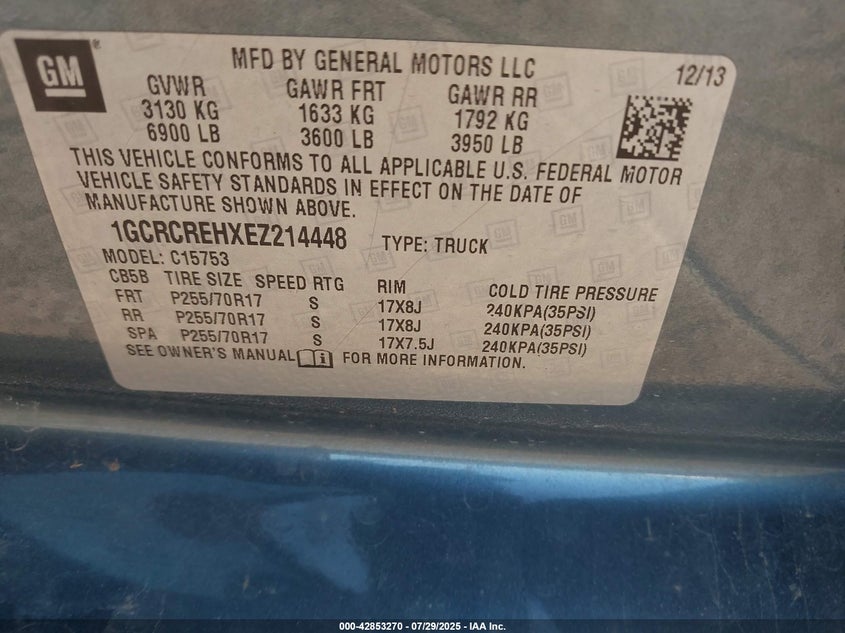 GM
®
MFD BY GENERAL MOTORS LLC
12/13
GVWR GAWR FRT GAWR RR
3130 KG 1633 KG 1792 KG
6900 LB 3600 LB 3950 LB
THIS VEHICLE CONFORMS TO ALL APPLICABLE U.S. FEDERAL MOTOR
VEHICLE SAFETY STANDARDS IN EFFECT ON THE DATE OF
MANUFACTURE SHOWN ABOVE.
1GCRCREHXEZ214448 TYPE: TRUCK
MODEL: C15753
CB5B TIRE SIZE SPEED RTG RIM COLD TIRE PRESSURE
FRT P255/70R17 S 17X8J 240KPA(35PSI)
RR P255/70R17 S 17X8J 240KPA(35PSI)
SPA P255/70R17 S 17X7.5J 240KPA(35PSI)
SEE OWNER'S MANUAL FOR MORE INFORMATION.
000-42853270 - 07/29/2025 - IAA Inc.